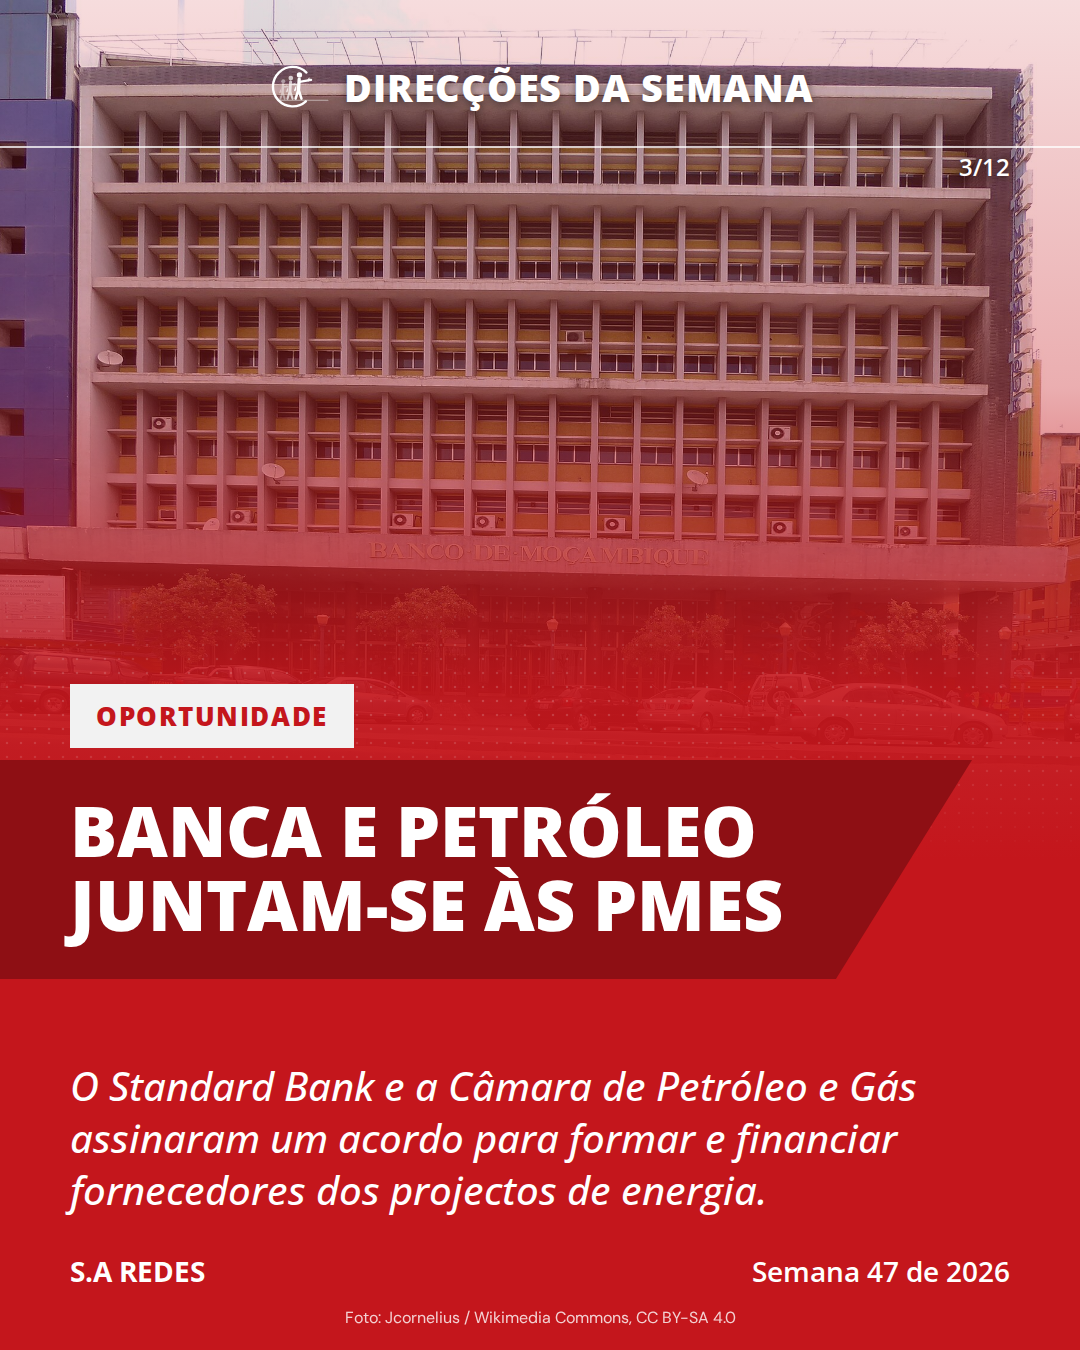 DIRECÇÕES DA SEMANA
3/12
BANCO DE MOÇAMBIQUE
OPORTUNIDADE
BANCA E PETRÓLEO
JUNTAM-SE ÀS PMES
O Standard Bank e a Câmara de Petróleo e Gás
assinaram um acordo para formar e financiar
fornecedores dos projectos de energia.
S.A REDES
Semana 47 de 2026
Foto: Jcornelius / Wikimedia Commons, CC BY-SA 4.0